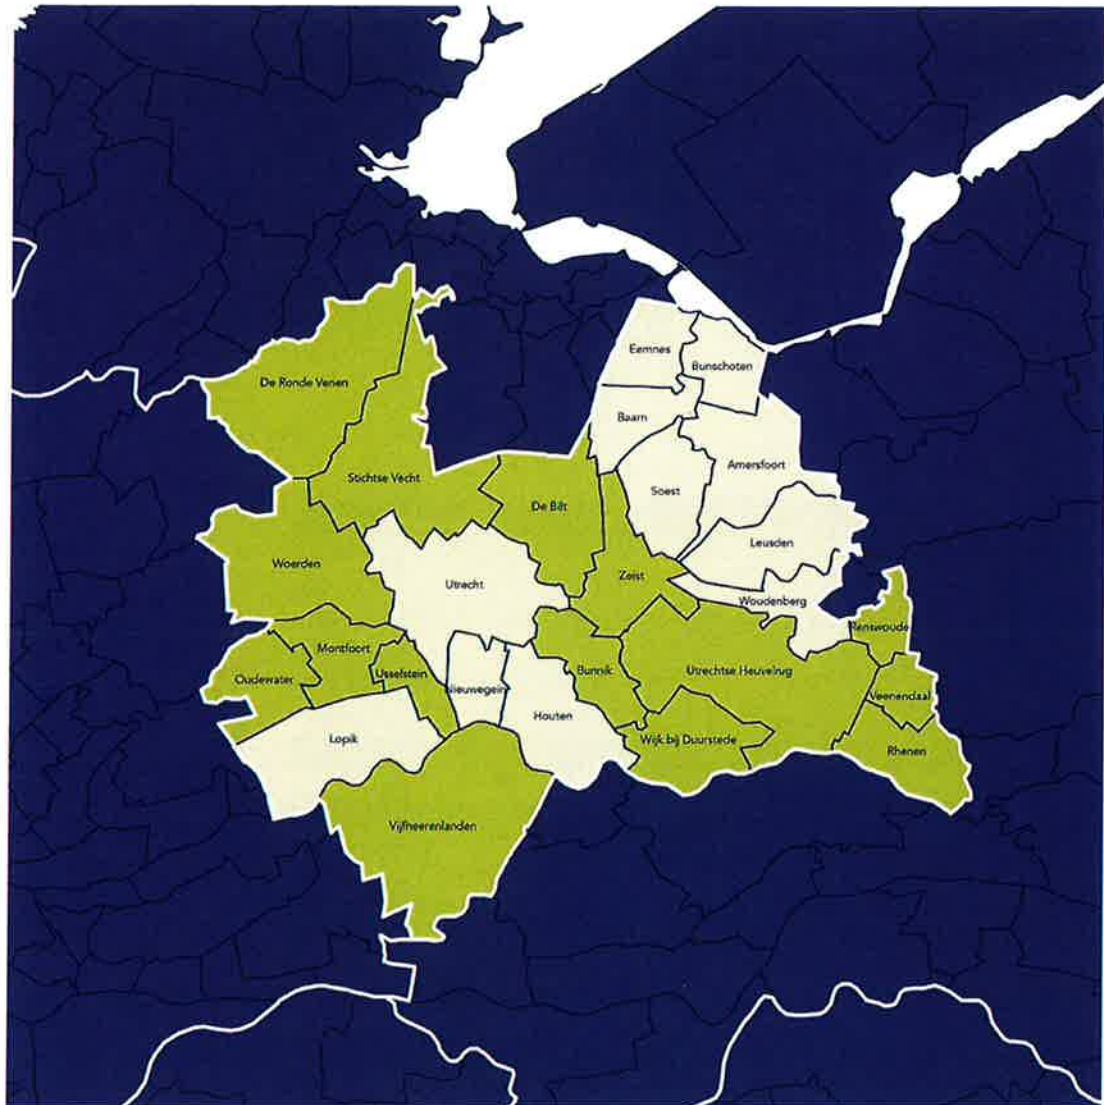 Eemnes
Bunschoten
De Ronde Venen
Baarn
Amersfoort
Stichtse Vecht
Soest
De Bilt
Leusden
Woerden
Zeist
Utrecht
Woudenberg
Renswoude
Montfoort
Bunnik
Utrechtse Heuvelrug
IJsselstein
Oudewater
Nieuwegein
Veenendaal
Houten
Lopik
Wijk bij Duurstede
Rhenen
Vijfheerenlanden